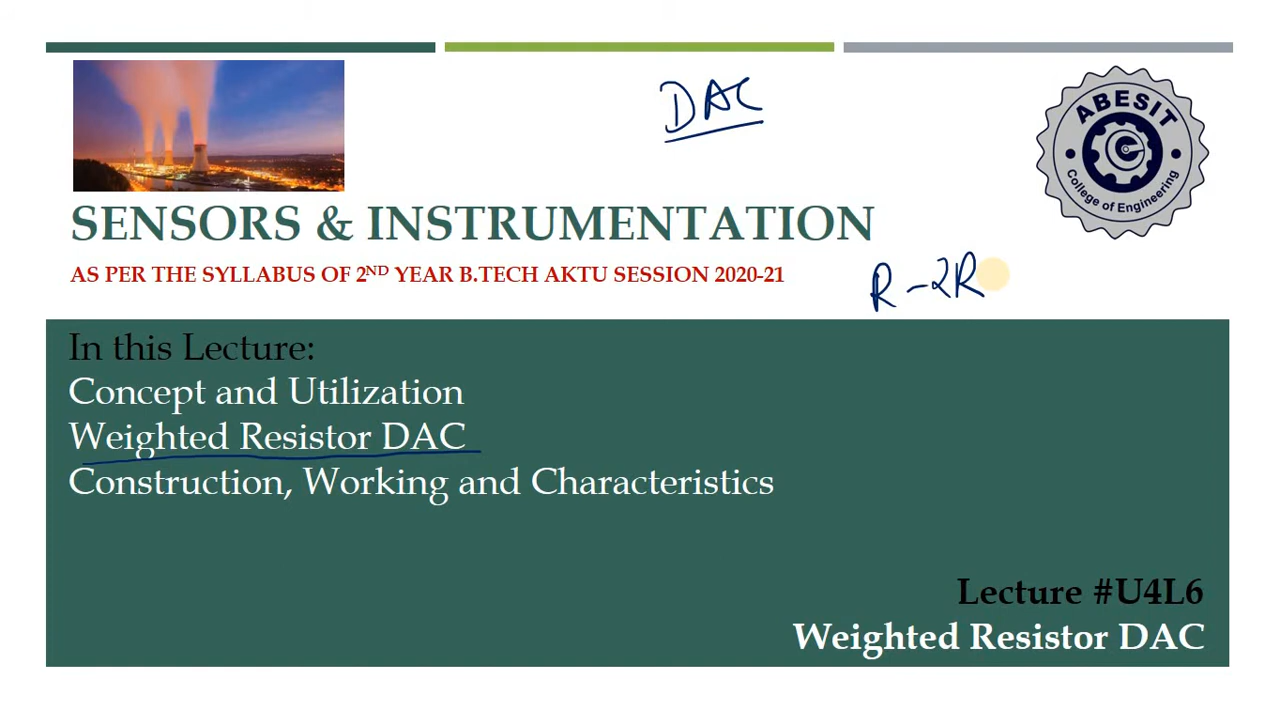 DAC
ABESIT
College of Engineering
SENSORS & INSTRUMENTATION
AS PER THE SYLLABUS OF 2ND YEAR B.TECH AKTU SESSION 2020-21
R-2R
In this Lecture:
Concept and Utilization
Weighted Resistor DAC
Construction, Working and Characteristics
Lecture #U4L6
Weighted Resistor DAC